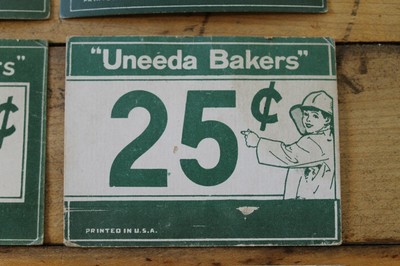 s"
¢
"Uneeda Bakers"
25¢
PRINTED IN U.S.A.